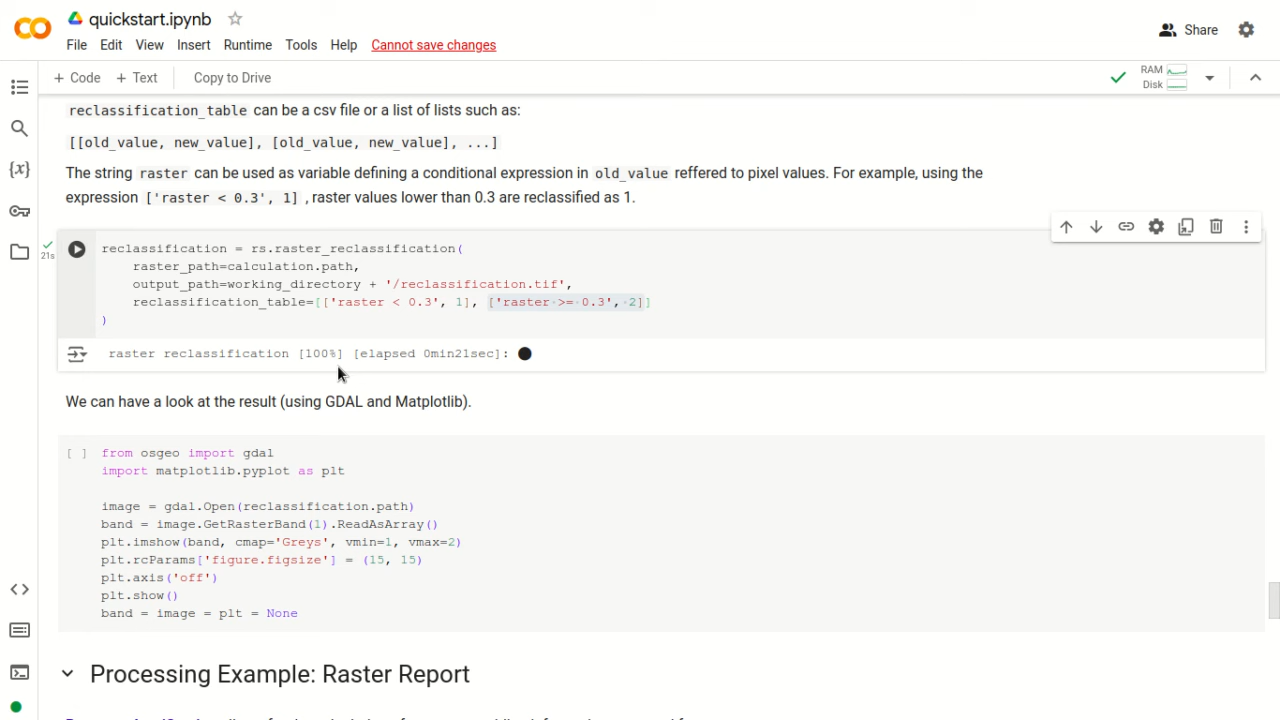 quickstart.ipynb
File Edit View Insert Runtime Tools Help Cannot save changes
Share
+ Code + Text Copy to Drive
RAM
Disk
reclassification_table can be a csv file or a list of lists such as:
[[old_value, new_value], [old_value, new_value], ...]
The string raster can be used as variable defining a conditional expression in old_value reffered to pixel values. For example, using the
expression ['raster < 0.3', 1] , raster values lower than 0.3 are reclassified as 1.
21s
reclassification = rs.raster_reclassification(
raster_path=calculation.path,
output_path=working_directory + '/reclassification.tif',
reclassification_table=[['raster < 0.3', 1], ['raster >= 0.3', 2]]
)
raster reclassification [100%] [elapsed 0min21sec]:
We can have a look at the result (using GDAL and Matplotlib).
[ ] from osgeo import gdal
import matplotlib.pyplot as plt
image = gdal.Open(reclassification.path)
band = image.GetRasterBand(1).ReadAsArray()
plt.imshow(band, cmap='Greys', vmin=1, vmax=2)
plt.rcParams['figure.figsize'] = (15, 15)
plt.axis('off')
plt.show()
band = image = plt = None
Processing Example: Raster Report